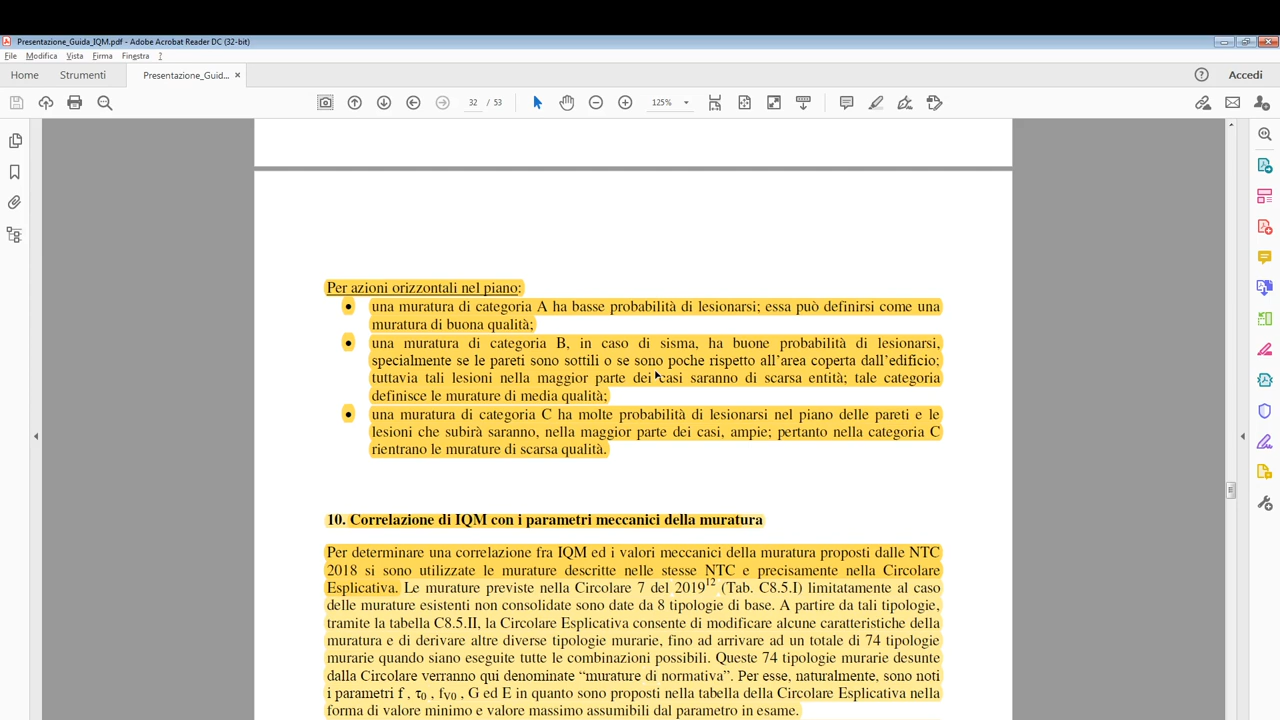 Presentazione_Guida_IQM.pdf - Adobe Acrobat Reader DC (32-bit)
File Modifica Vista Firma Finestra ?
Home Strumenti Presentazione_Guid... × Accedi
32 / 53 125%
Per azioni orizzontali nel piano:
• una muratura di categoria A ha basse probabilità di lesionarsi; essa può definirsi come una
muratura di buona qualità;
• una muratura di categoria B, in caso di sisma, ha buone probabilità di lesionarsi,
specialmente se le pareti sono sottili o se sono poche rispetto all’area coperta dall’edificio;
tuttavia tali lesioni nella maggior parte dei casi saranno di scarsa entità; tale categoria
definisce le murature di media qualità;
• una muratura di categoria C ha molte probabilità di lesionarsi nel piano delle pareti e le
lesioni che subirà saranno, nella maggior parte dei casi, ampie; pertanto nella categoria C
rientrano le murature di scarsa qualità.
10. Correlazione di IQM con i parametri meccanici della muratura
Per determinare una correlazione fra IQM ed i valori meccanici della muratura proposti dalle NTC
2018 si sono utilizzate le murature descritte nelle stesse NTC e precisamente nella Circolare
Esplicativa. Le murature previste nella Circolare 7 del 2019¹² (Tab. C8.5.I) limitatamente al caso
delle murature esistenti non consolidate sono date da 8 tipologie di base. A partire da tali tipologie,
tramite la tabella C8.5.II, la Circolare Esplicativa consente di modificare alcune caratteristiche della
muratura e di derivare altre diverse tipologie murarie, fino ad arrivare ad un totale di 74 tipologie
murarie quando siano eseguite tutte le combinazioni possibili. Queste 74 tipologie murarie desunte
dalla Circolare verranno qui denominate “murature di normativa”. Per esse, naturalmente, sono noti
i parametri f , τ₀ , fᵥ₀ , G ed E in quanto sono proposti nella tabella della Circolare Esplicativa nella
forma di valore minimo e valore massimo assumibili dal parametro in esame.